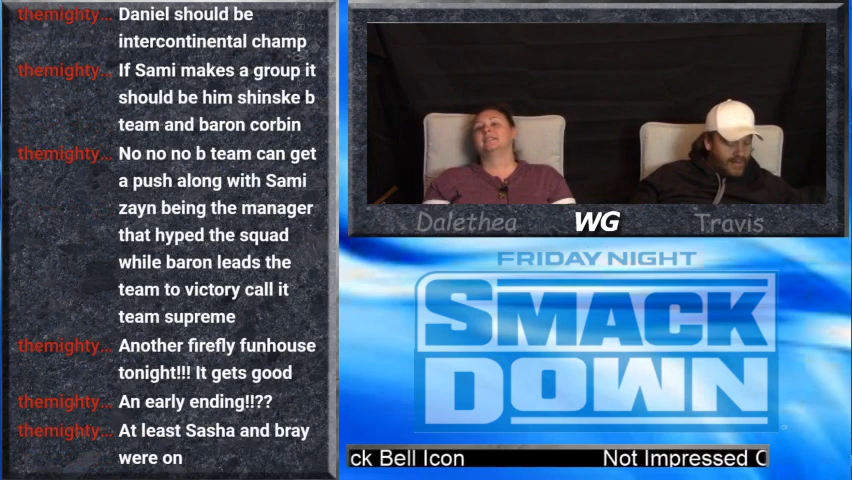 themighty... Daniel should be
intercontinental champ
themighty... If Sami makes a group it
should be him shinske b
team and baron corbin
themighty... No no no b team can get
a push along with Sami
zayn being the manager
that hyped the squad
while baron leads the
team to victory call it
team supreme
themighty... Another firefly funhouse
tonight!!! It gets good
themighty... An early ending!!??
themighty... At least Sasha and bray
were on
Dalethea WG Travis
FRIDAY NIGHT
SMACK
DOWN
ck Bell Icon Not Impressed